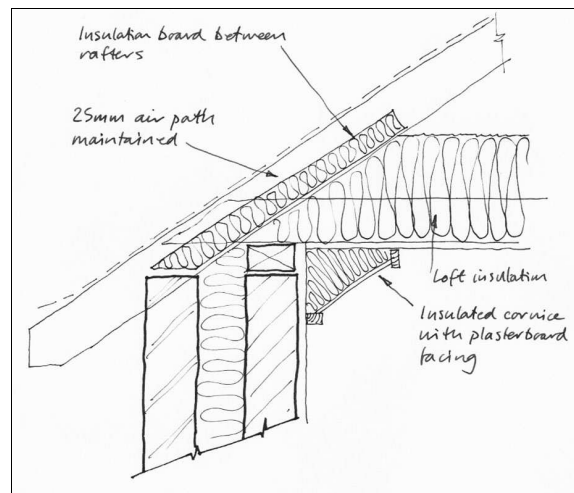 Insulation board between
rafters
25mm air path
maintained
Loft insulation
Insulated cornice
with plasterboard
facing